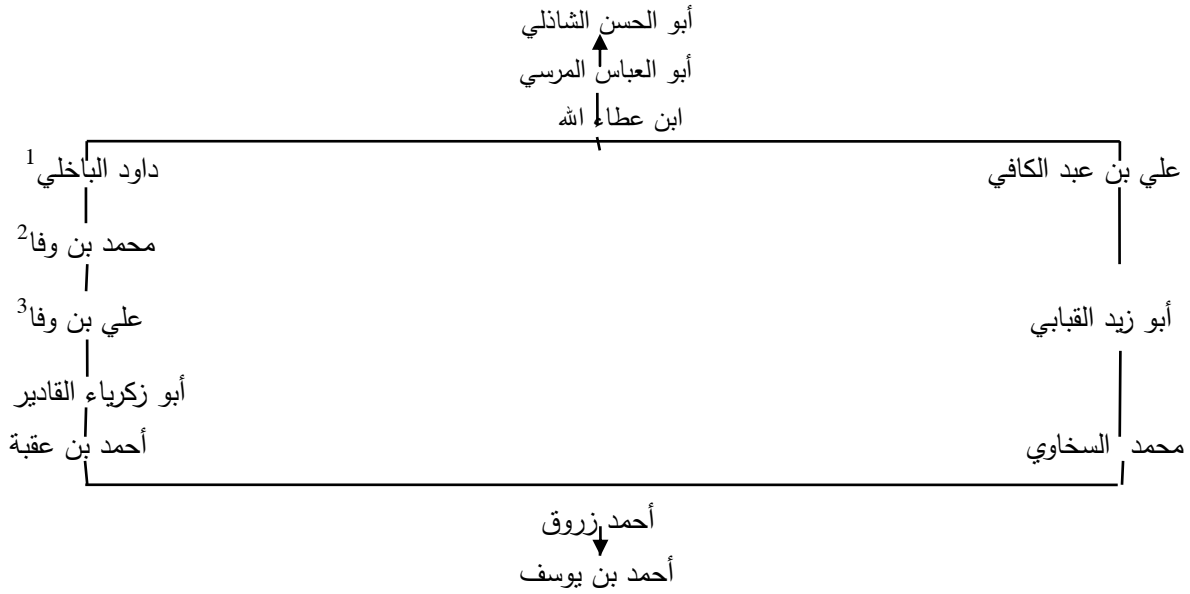 أبو الحسن الشاذلي
أبو العباس المرسي
ابن عطاء الله
علي بن عبد الكافي
داود الباخلي1
محمد بن وفا2
أبو زيد القبابي
علي بن وفا3
أبو زكرياء القادير
محمد السخاوي
أحمد بن عقبة
أحمد زروق
أحمد بن يوسف